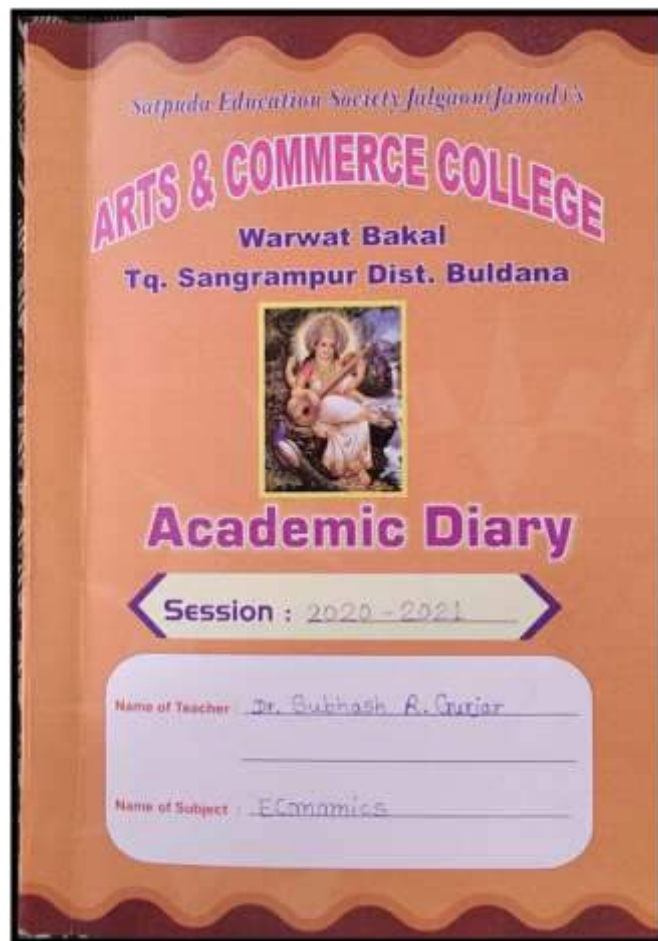 Satpuda Education Society Jalgaon(Jamod)'s
ARTS & COMMERCE COLLEGE
Warwat Bakal
Tq. Sangrampur Dist. Buldana
Academic Diary
Session : 2020-2021
Name of Teacher : Dr. Subhash R. Gurjar
Name of Subject : Economics